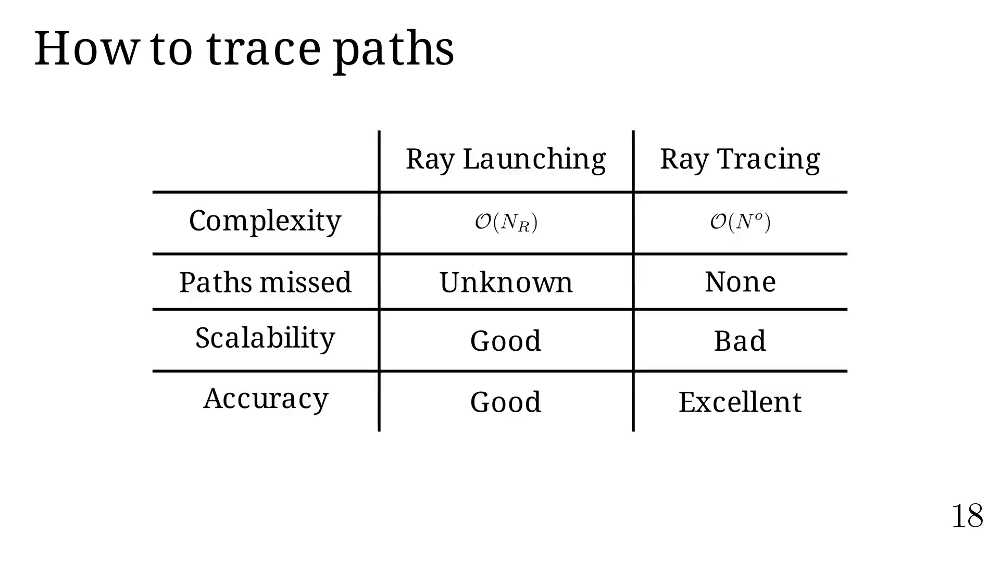 How to trace paths
Ray Launching Ray Tracing
Complexity $\mathcal{O}(N_R)$ $\mathcal{O}(N^o)$
Paths missed Unknown None
Scalability Good Bad
Accuracy Good Excellent
18